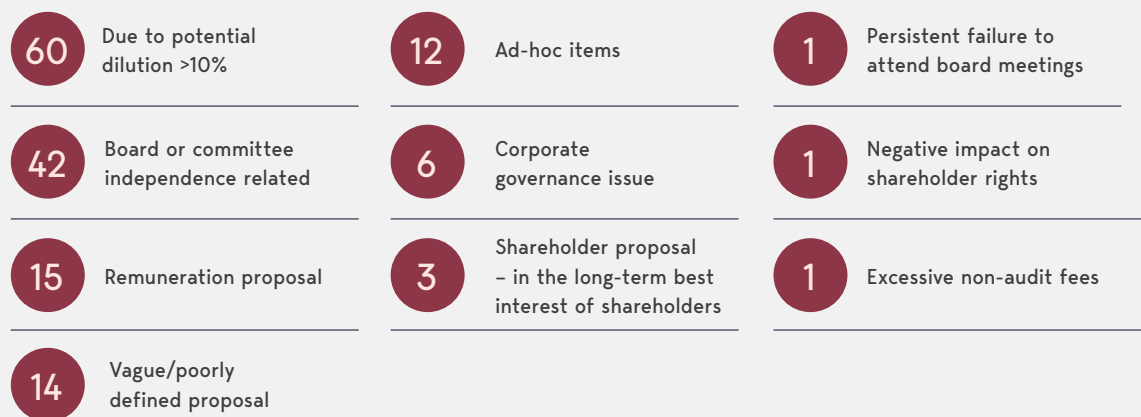 60
Due to potential
dilution >10%
42
Board or committee
independence related
15
Remuneration proposal
14
Vague/poorly
defined proposal
12
Ad-hoc items
6
Corporate
governance issue
3
Shareholder proposal
– in the long-term best
interest of shareholders
1
Persistent failure to
attend board meetings
1
Negative impact on
shareholder rights
1
Excessive non-audit fees